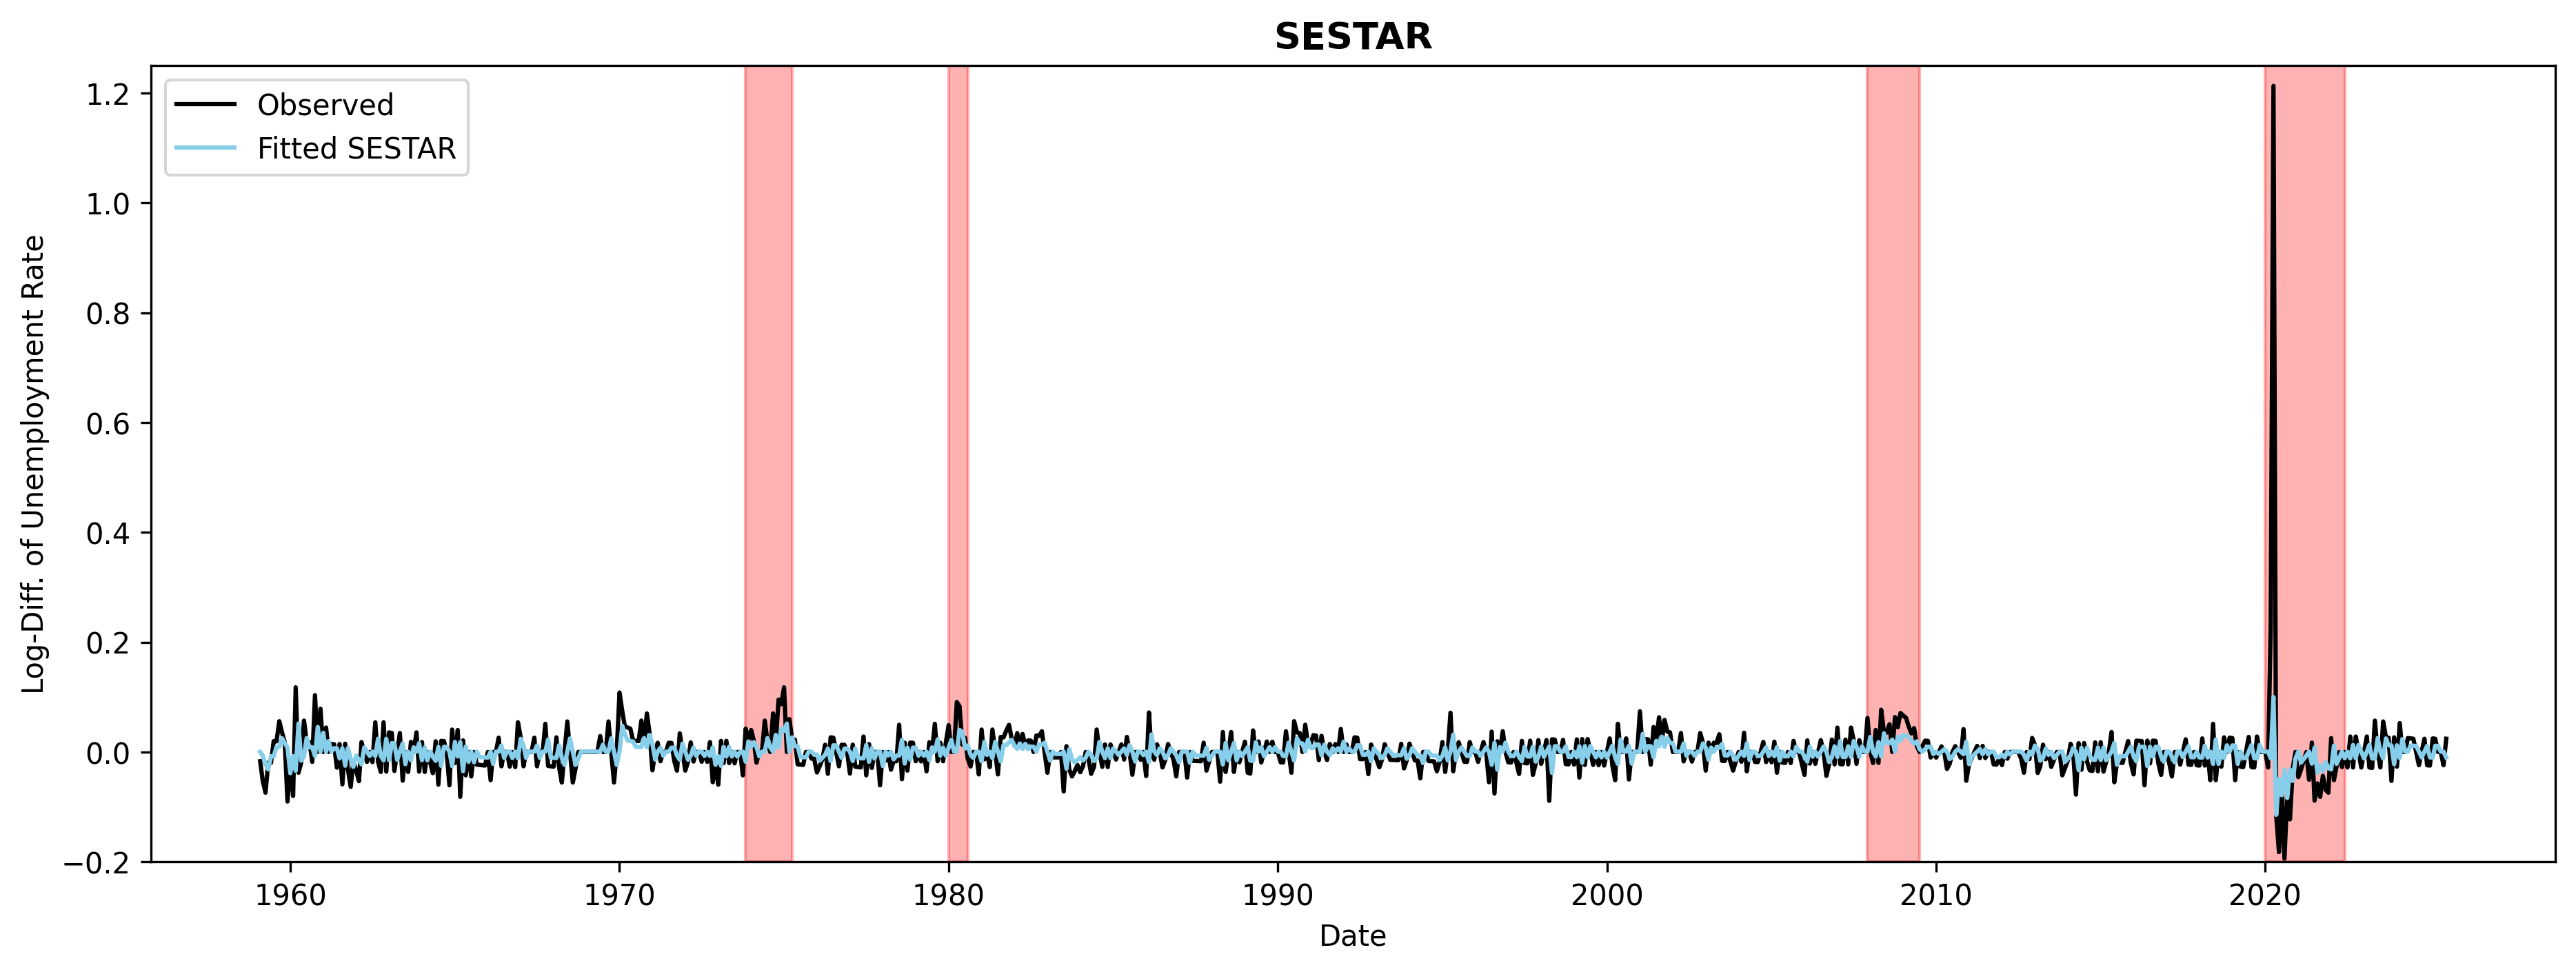 SESTAR
Observed
Fitted SESTAR
Log-Diff. of Unemployment Rate
1.2
1.0
0.8
0.6
0.4
0.2
0.0
−0.2
1960 1970 1980 1990 2000 2010 2020
Date